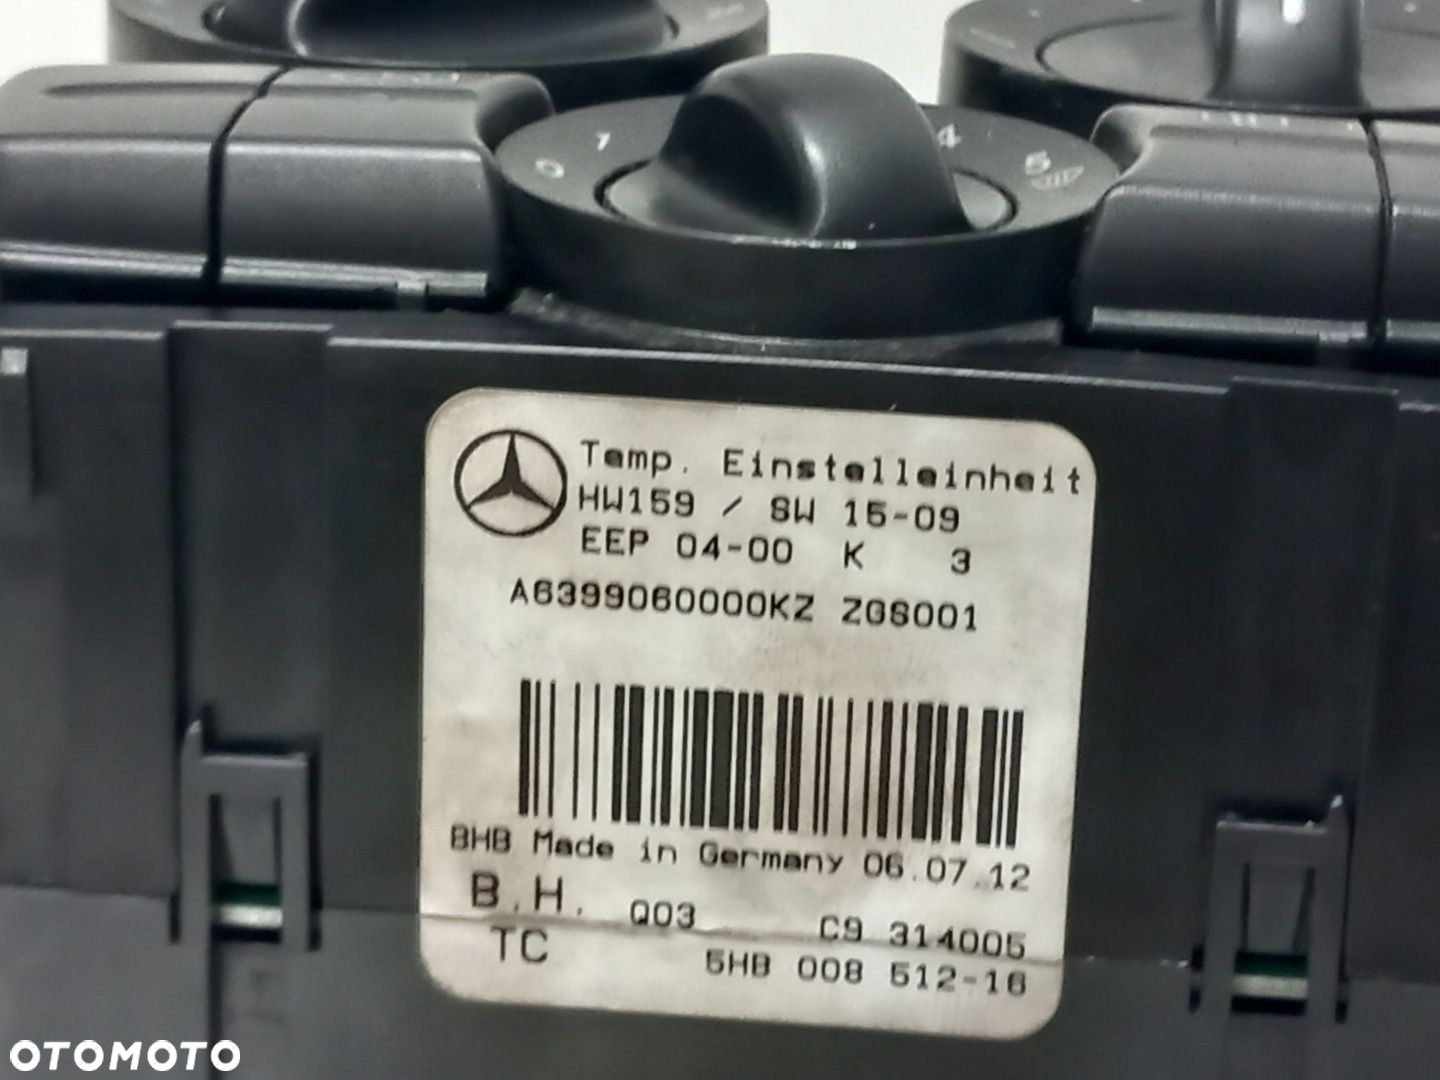 0 1 4 5
Temp. Einstelleinheit
HW159 / SW 15-09
EEP 04-00 K 3
A6399060000KZ ZGS001
BHB Made in Germany 06.07.12
B.H. Q03 C9 314005
TC 5HB 008 512-16
OTOMOTO